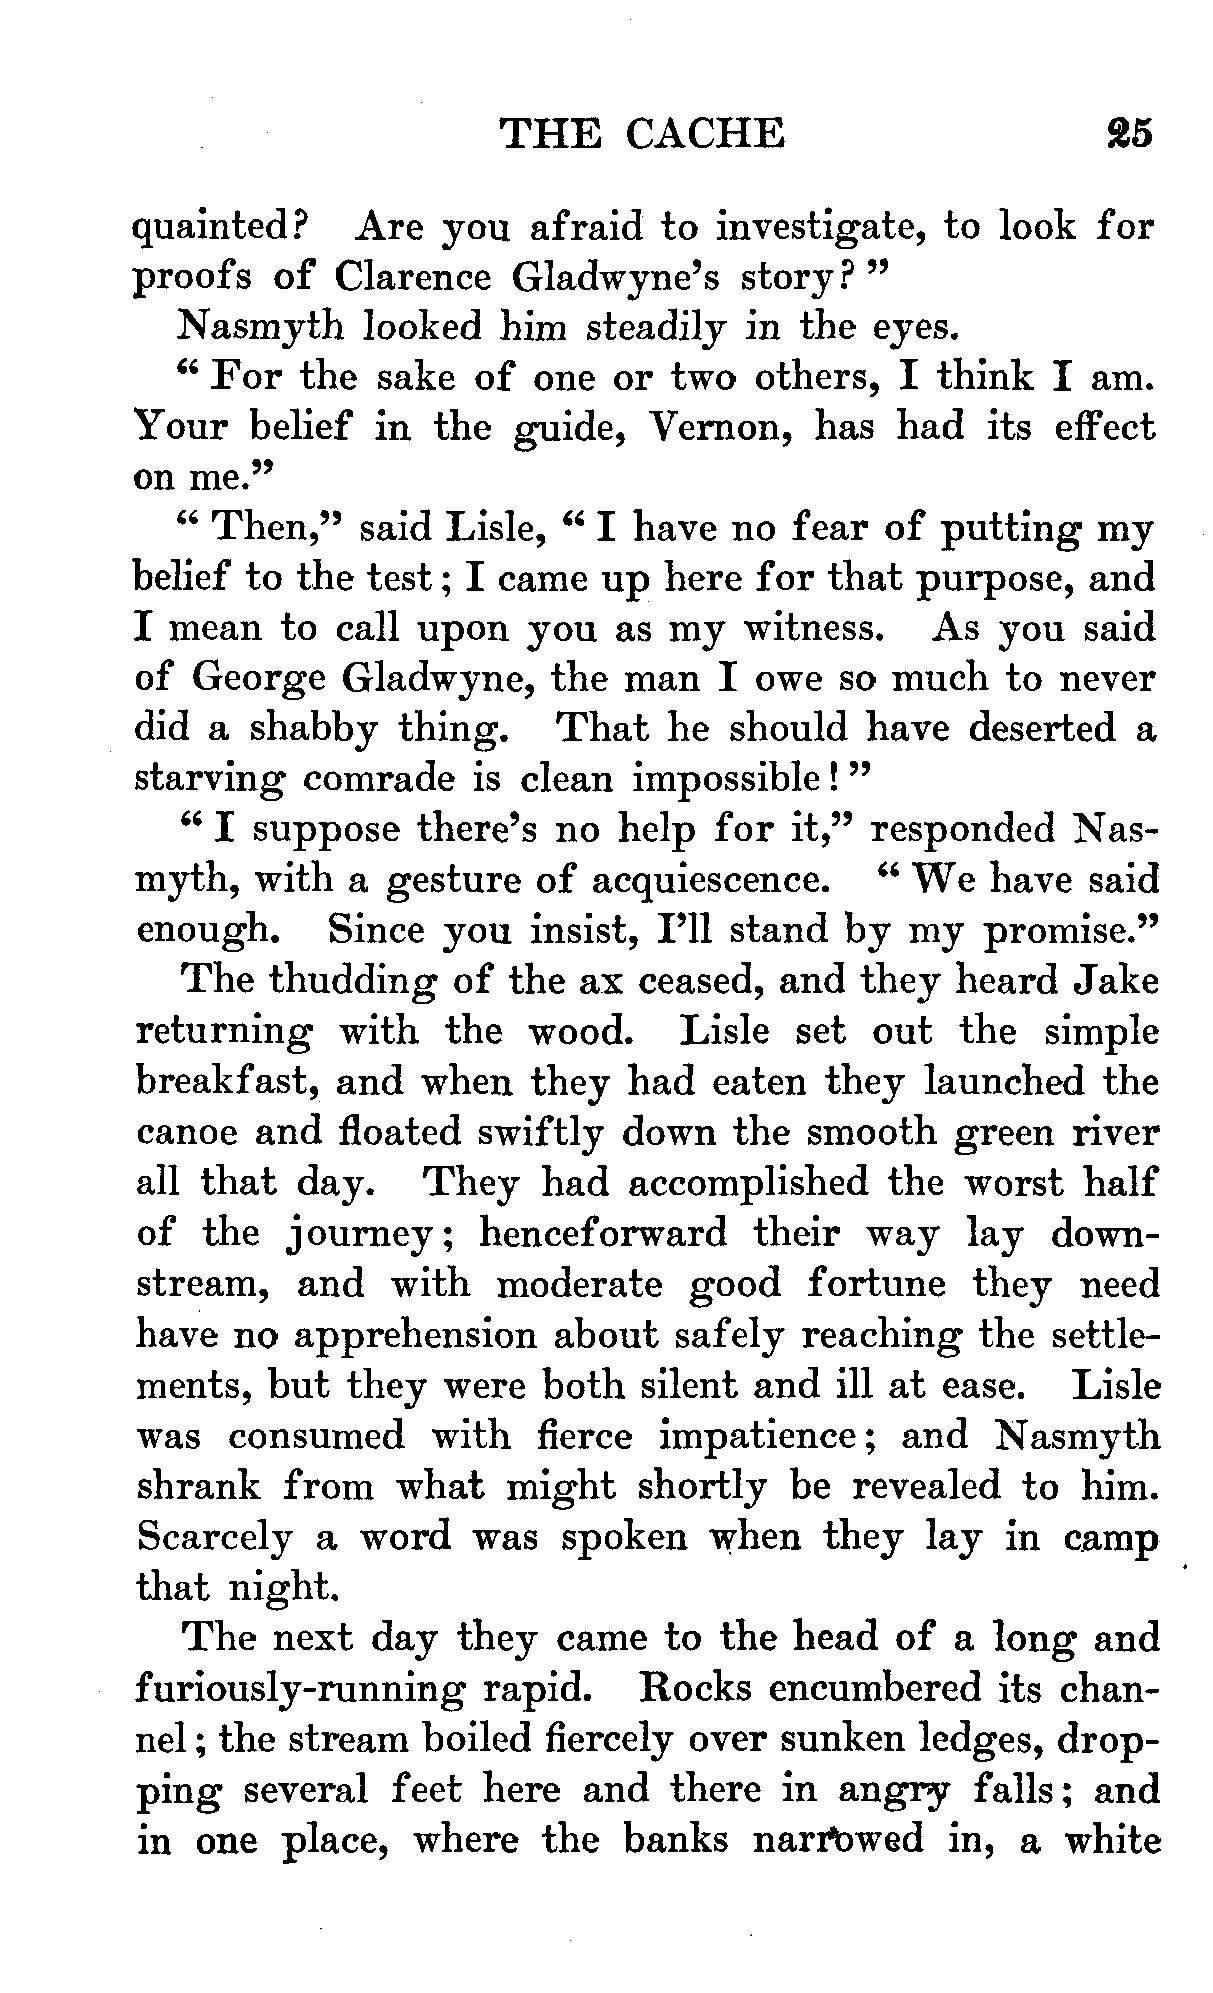 THE CACHE 25
quainted? Are you afraid to investigate, to look for
proofs of Clarence Gladwyne's story?”
Nasmyth looked him steadily in the eyes.
“For the sake of one or two others, I think I am.
Your belief in the guide, Vernon, has had its effect
on me.”
“Then,” said Lisle, “I have no fear of putting my
belief to the test; I came up here for that purpose, and
I mean to call upon you as my witness. As you said
of George Gladwyne, the man I owe so much to never
did a shabby thing. That he should have deserted a
starving comrade is clean impossible!”
“I suppose there's no help for it,” responded Nas-
myth, with a gesture of acquiescence. “We have said
enough. Since you insist, I'll stand by my promise.”
The thudding of the ax ceased, and they heard Jake
returning with the wood. Lisle set out the simple
breakfast, and when they had eaten they launched the
canoe and floated swiftly down the smooth green river
all that day. They had accomplished the worst half
of the journey; henceforward their way lay down-
stream, and with moderate good fortune they need
have no apprehension about safely reaching the settle-
ments, but they were both silent and ill at ease. Lisle
was consumed with fierce impatience; and Nasmyth
shrank from what might shortly be revealed to him.
Scarcely a word was spoken when they lay in camp
that night.
The next day they came to the head of a long and
furiously-running rapid. Rocks encumbered its chan-
nel; the stream boiled fiercely over sunken ledges, drop-
ping several feet here and there in angry falls; and
in one place, where the banks narrowed in, a white